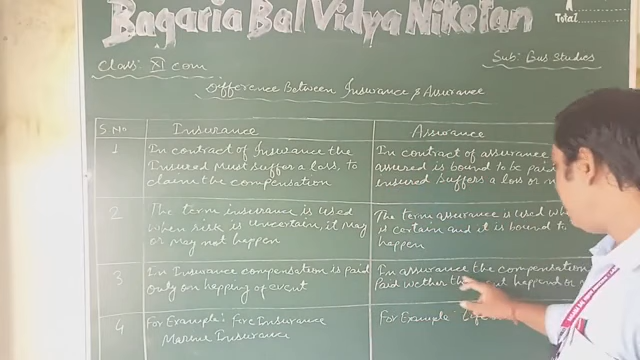 Bagaria Bal Vidya Niketan
Total
Class: XI com
Sub: Bus Studies
Difference Between Insurance & Assurance
S.No
Insurance
Assurance
1
In contract of Insurance the
Insured Must Suffer a loss, to
claim the compensation
In contract of assurance
assured is bound to be paid
insured suffers a loss or
2
The term insurance is used
when risk is uncertain, it may
or may not happen
The term assurance is used
is certain and it is bound to
happen
3
In Insurance compensation is paid
only on happing of event
In assurance the compensation
Paid wether happend or
4
For Example: Fire Insurance
Marine Insurance
For Example: Life